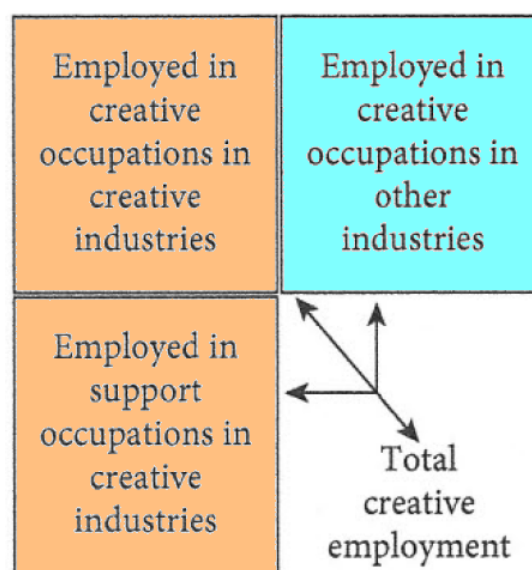 Employed in
creative
occupations in
creative
industries
Employed in
creative
occupations in
other
industries
Employed in
support
occupations in
creative
industries
Total
creative
employment